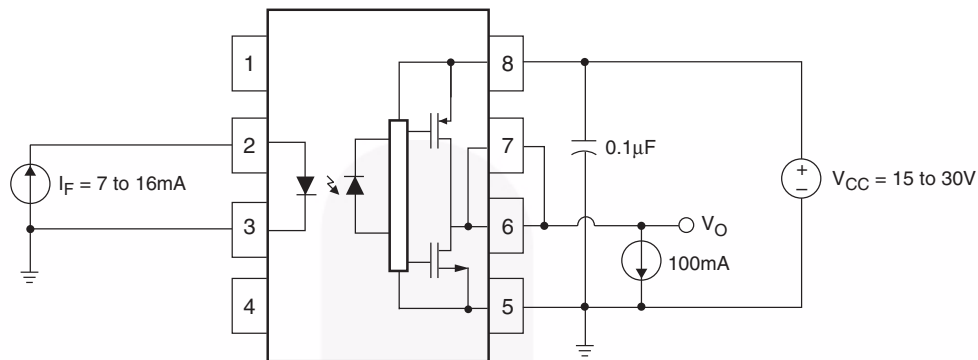 1
8
2
7
0.1μF
I_F = 7 to 16mA
+
–
V_CC = 15 to 30V
3
6
V_O
100mA
4
5